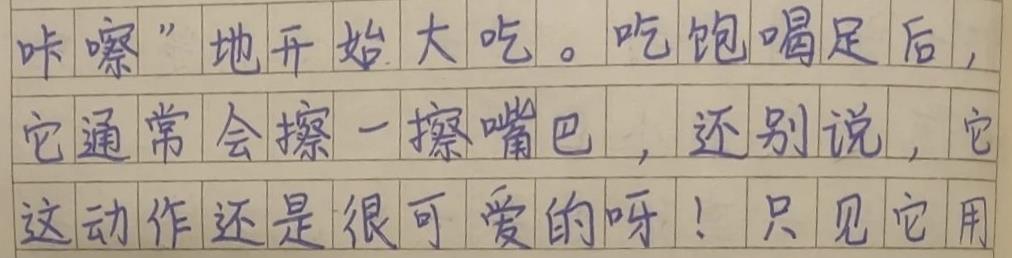 咔嚓”地开始大吃。吃饱喝足后，
它通常会擦一擦嘴巴，还别说，它
这动作还是很可爱的呀！只见它用